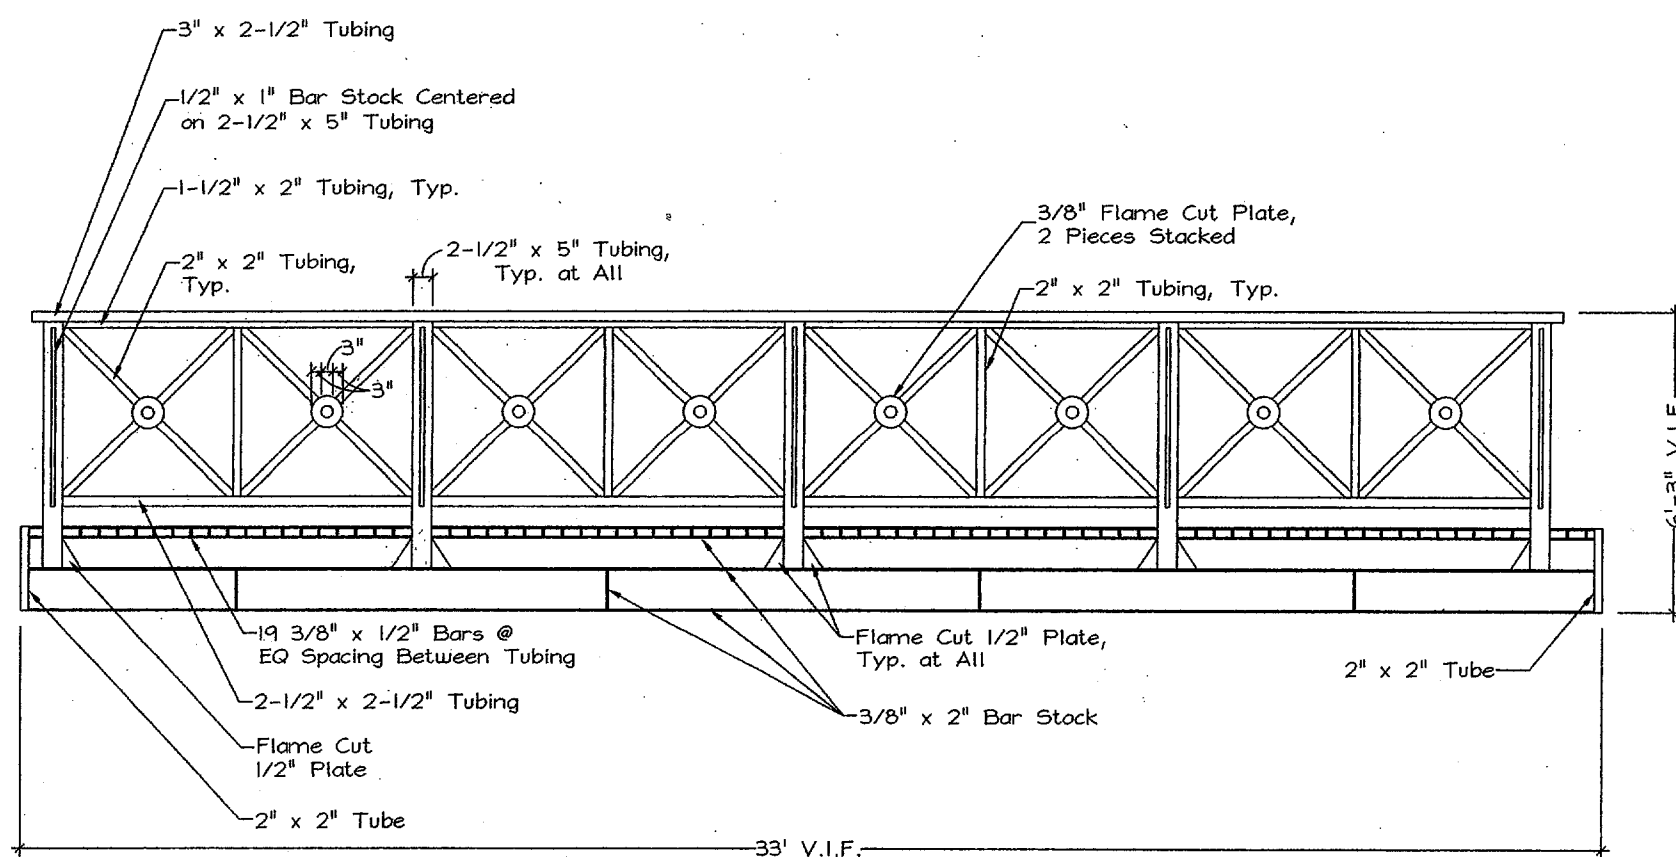 3" x 2-1/2" Tubing
1/2" x 1" Bar Stock Centered
on 2-1/2" x 5" Tubing
1-1/2" x 2" Tubing, Typ.
2" x 2" Tubing,
Typ.
2-1/2" x 5" Tubing,
Typ. at All
3/8" Flame Cut Plate,
2 Pieces Stacked
2" x 2" Tubing, Typ.
3"
3"
6'-3" V.I.F.
19 3/8" x 1/2" Bars @
EQ Spacing Between Tubing
2-1/2" x 2-1/2" Tubing
Flame Cut
1/2" Plate
2" x 2" Tube
Flame Cut 1/2" Plate,
Typ. at All
3/8" x 2" Bar Stock
2" x 2" Tube
33' V.I.F.